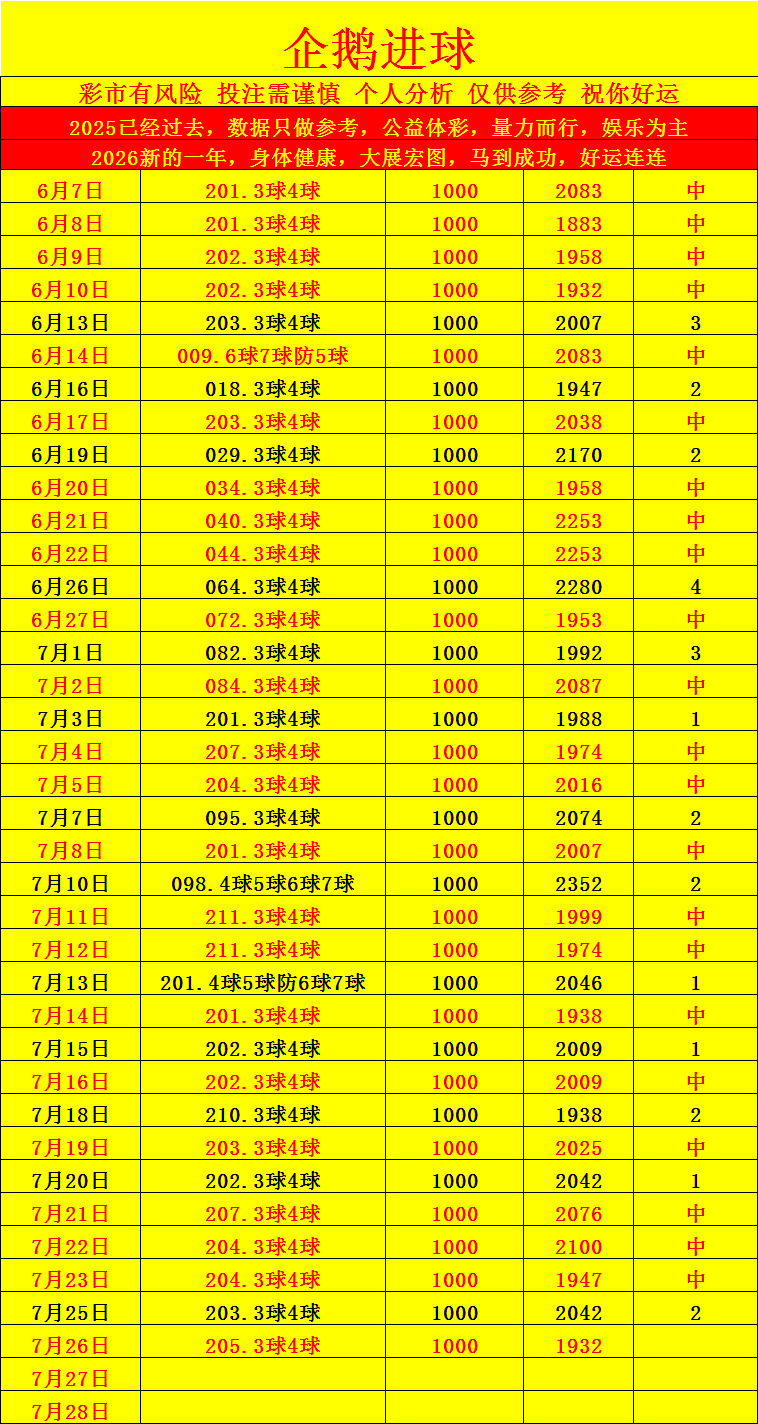 企鹅进球
彩市有风险 投注需谨慎 个人分析 仅供参考 祝你好运
2025已经过去，数据只做参考，公益体彩，量力而行，娱乐为主
2026新的一年，身体健康，大展宏图，马到成功，好运连连
6月7日 201.3球4球 1000 2083 中
6月8日 201.3球4球 1000 1883 中
6月9日 202.3球4球 1000 1958 中
6月10日 202.3球4球 1000 1932 中
6月13日 203.3球4球 1000 2007 3
6月14日 009.6球7球防5球 1000 2083 中
6月16日 018.3球4球 1000 1947 2
6月17日 203.3球4球 1000 2038 中
6月19日 029.3球4球 1000 2170 2
6月20日 034.3球4球 1000 1958 中
6月21日 040.3球4球 1000 2253 中
6月22日 044.3球4球 1000 2253 中
6月26日 064.3球4球 1000 2280 4
6月27日 072.3球4球 1000 1953 中
7月1日 082.3球4球 1000 1992 3
7月2日 084.3球4球 1000 2087 中
7月3日 201.3球4球 1000 1988 1
7月4日 207.3球4球 1000 1974 中
7月5日 204.3球4球 1000 2016 中
7月7日 095.3球4球 1000 2074 2
7月8日 201.3球4球 1000 2007 中
7月10日 098.4球5球6球7球 1000 2352 2
7月11日 211.3球4球 1000 1999 中
7月12日 211.3球4球 1000 1974 中
7月13日 201.4球5球防6球7球 1000 2046 1
7月14日 201.3球4球 1000 1938 中
7月15日 202.3球4球 1000 2009 1
7月16日 202.3球4球 1000 2009 中
7月18日 210.3球4球 1000 1938 2
7月19日 203.3球4球 1000 2025 中
7月20日 202.3球4球 1000 2042 1
7月21日 207.3球4球 1000 2076 中
7月22日 204.3球4球 1000 2100 中
7月23日 204.3球4球 1000 1947 中
7月25日 203.3球4球 1000 2042 2
7月26日 205.3球4球 1000 1932
7月27日
7月28日